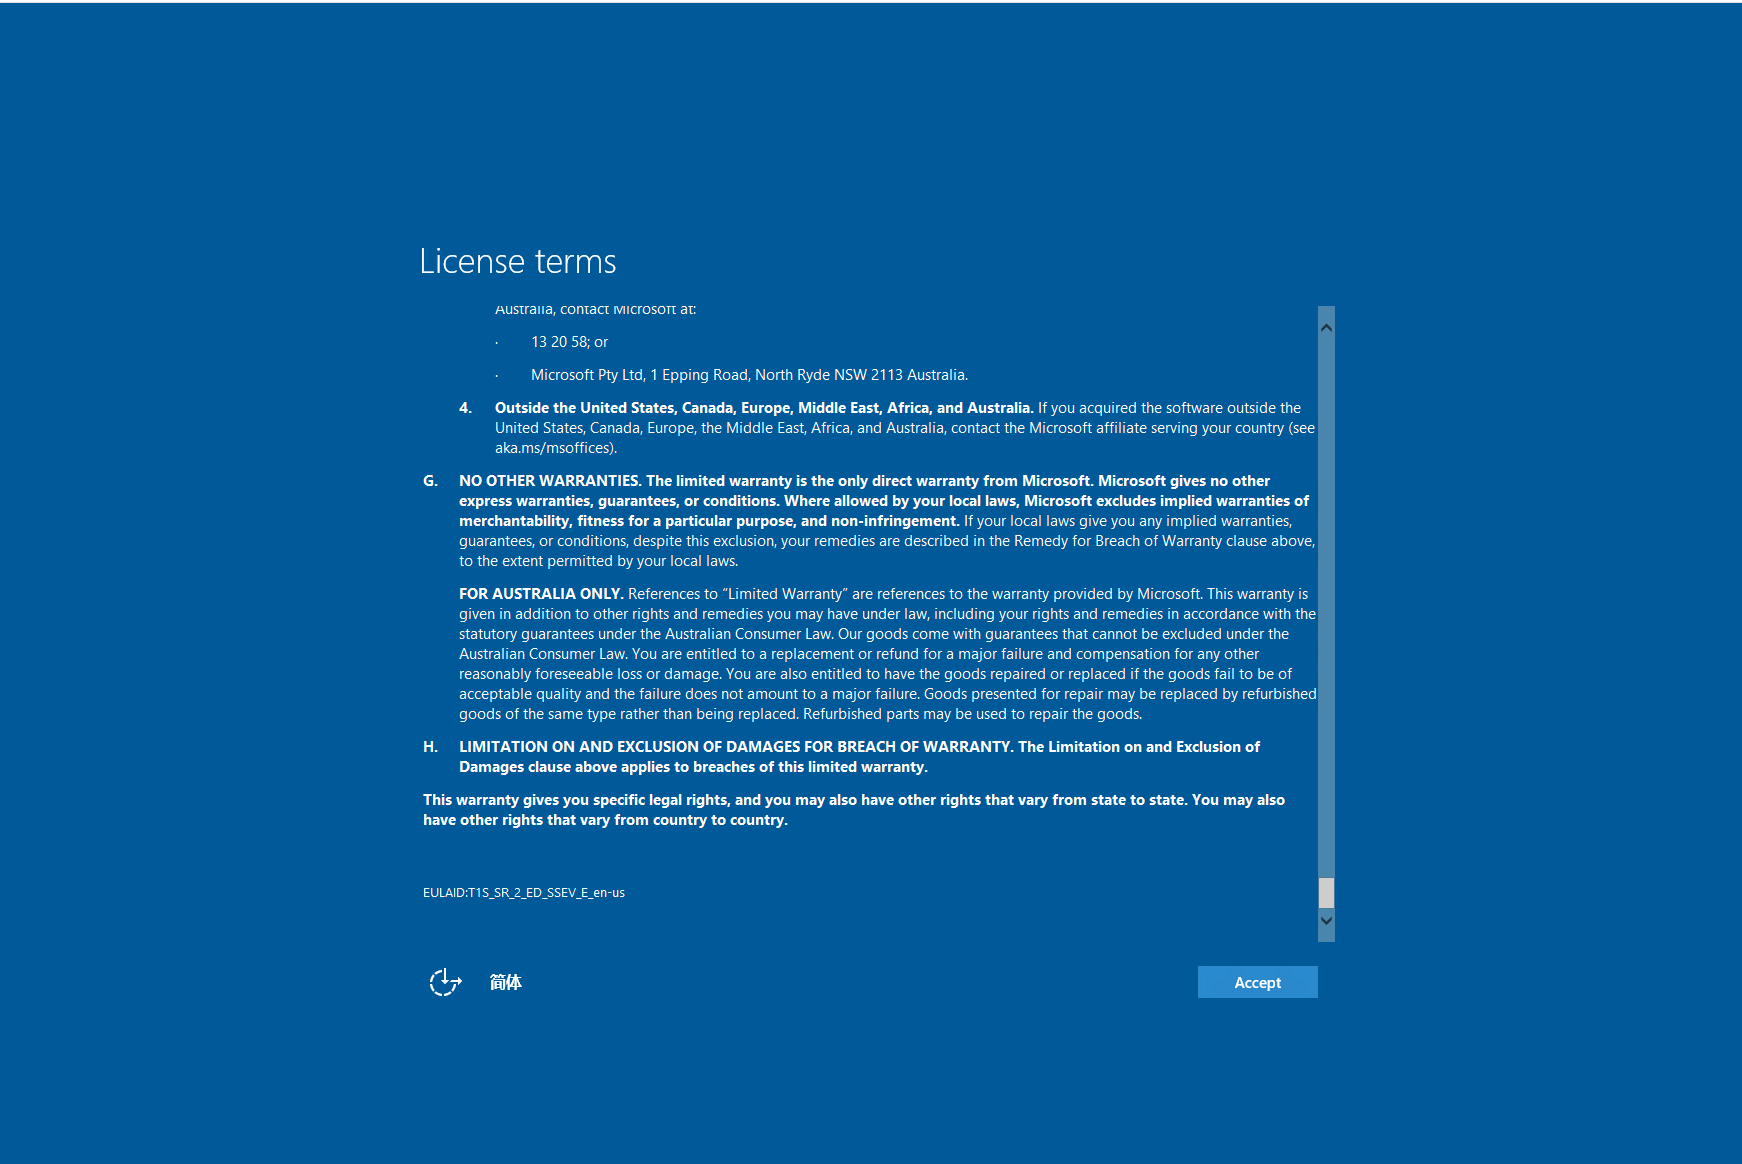 License terms
Australia, contact Microsoft at:
· 13 20 58; or
· Microsoft Pty Ltd, 1 Epping Road, North Ryde NSW 2113 Australia.
4. Outside the United States, Canada, Europe, Middle East, Africa, and Australia. If you acquired the software outside the
United States, Canada, Europe, the Middle East, Africa, and Australia, contact the Microsoft affiliate serving your country (see
aka.ms/msoffices).
G. NO OTHER WARRANTIES. The limited warranty is the only direct warranty from Microsoft. Microsoft gives no other
express warranties, guarantees, or conditions. Where allowed by your local laws, Microsoft excludes implied warranties of
merchantability, fitness for a particular purpose, and non-infringement. If your local laws give you any implied warranties,
guarantees, or conditions, despite this exclusion, your remedies are described in the Remedy for Breach of Warranty clause above,
to the extent permitted by your local laws.
FOR AUSTRALIA ONLY. References to “Limited Warranty” are references to the warranty provided by Microsoft. This warranty is
given in addition to other rights and remedies you may have under law, including your rights and remedies in accordance with the
statutory guarantees under the Australian Consumer Law. Our goods come with guarantees that cannot be excluded under the
Australian Consumer Law. You are entitled to a replacement or refund for a major failure and compensation for any other
reasonably foreseeable loss or damage. You are also entitled to have the goods repaired or replaced if the goods fail to be of
acceptable quality and the failure does not amount to a major failure. Goods presented for repair may be replaced by refurbished
goods of the same type rather than being replaced. Refurbished parts may be used to repair the goods.
H. LIMITATION ON AND EXCLUSION OF DAMAGES FOR BREACH OF WARRANTY. The Limitation on and Exclusion of
Damages clause above applies to breaches of this limited warranty.
This warranty gives you specific legal rights, and you may also have other rights that vary from state to state. You may also
have other rights that vary from country to country.
EULAID:T1S_SR_2_ED_SSEV_E_en-us
简体
Accept